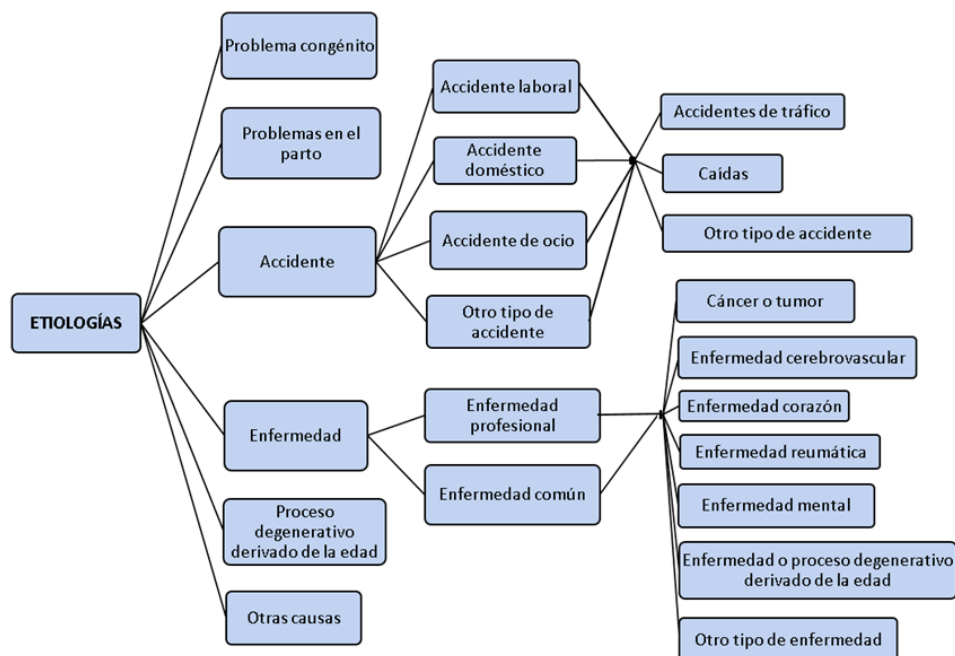 ETIOLOGÍAS
Problema congénito
Problemas en el
parto
Accidente
Enfermedad
Proceso
degenerativo
derivado de la edad
Otras causas
Accidente laboral
Accidente
doméstico
Accidente de ocio
Otro tipo de
accidente
Enfermedad
profesional
Enfermedad común
Accidentes de tráfico
Caídas
Otro tipo de accidente
Cáncer o tumor
Enfermedad cerebrovascular
Enfermedad corazón
Enfermedad reumática
Enfermedad mental
Enfermedad o proceso degenerativo
derivado de la edad
Otro tipo de enfermedad